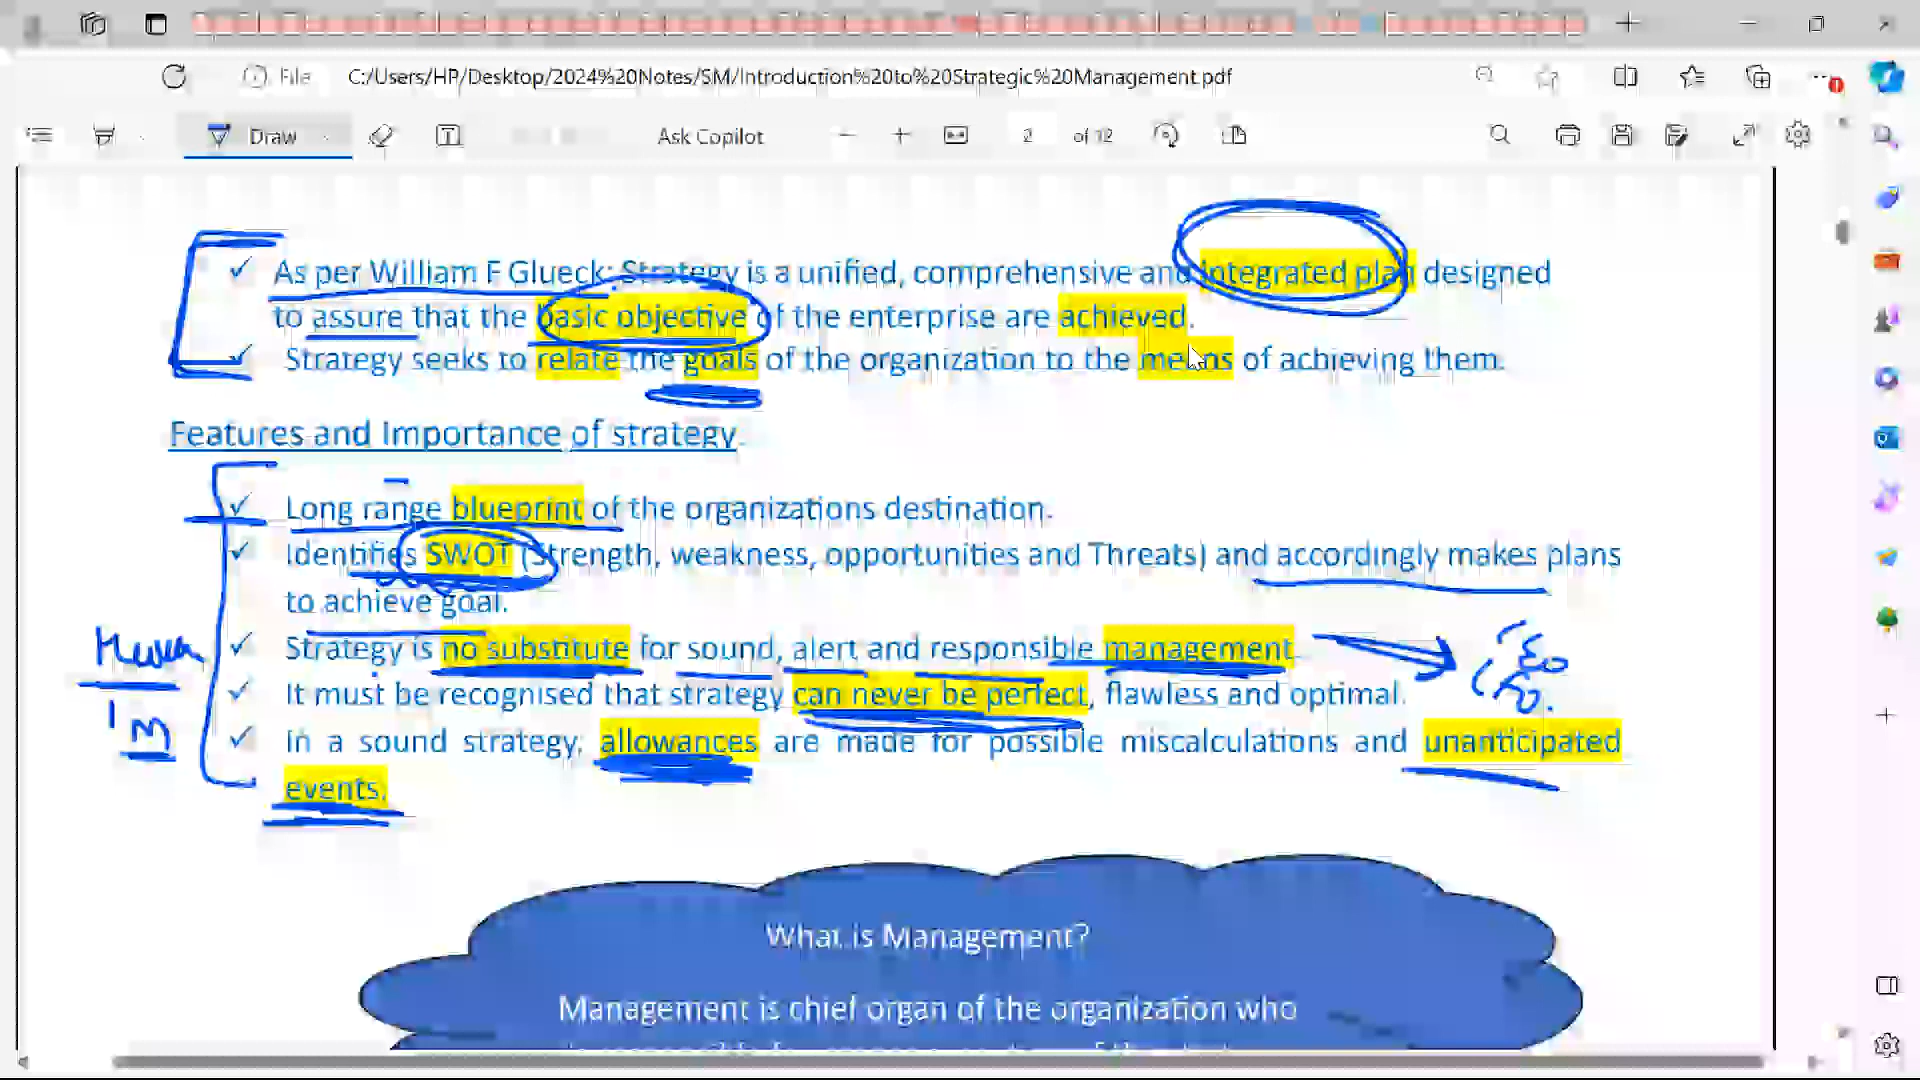 File C:/Users/HP/Desktop/2024%20Notes/SM/Introduction%20to%20Strategic%20Management.pdf
Draw Ask Copilot 2 of 12
As per William F Glueck: Strategy is a unified, comprehensive and integrated plan designed
to assure that the basic objective of the enterprise are achieved.
Strategy seeks to relate the goals of the organization to the means of achieving them.
Features and Importance of strategy
Long range blueprint of the organizations destination.
Identifies SWOT (Strength, weakness, opportunities and Threats) and accordingly makes plans
to achieve goal.
Strategy is no substitute for sound, alert and responsible management.
It must be recognised that strategy can never be perfect, flawless and optimal.
In a sound strategy, allowances are made for possible miscalculations and unanticipated
events.
What is Management?
Management is chief organ of the organization who